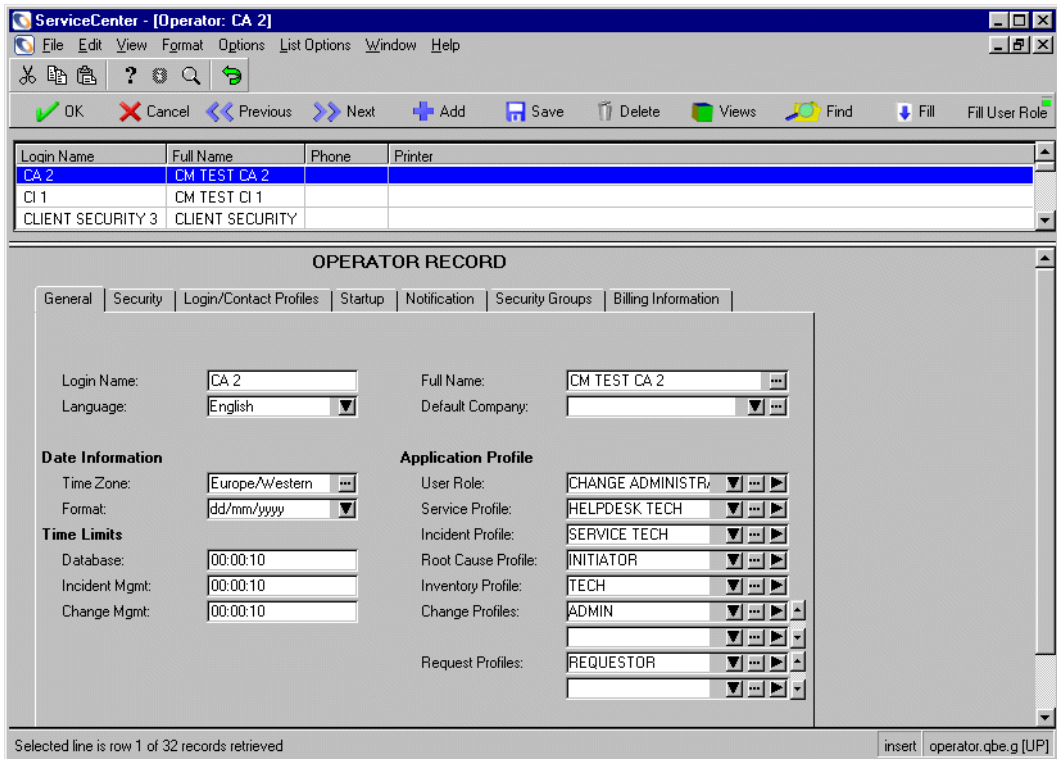 ServiceCenter - [Operator: CA 2]
File Edit View Format Options List Options Window Help
OK Cancel Previous Next Add Save Delete Views Find Fill Fill User Role
Login Name Full Name Phone Printer
CA 2 CM TEST CA 2
CI 1 CM TEST CI 1
CLIENT SECURITY 3 CLIENT SECURITY
OPERATOR RECORD
General Security Login/Contact Profiles Startup Notification Security Groups Billing Information
Login Name: CA 2 Full Name: CM TEST CA 2
Language: English Default Company:
Date Information Application Profile
Time Zone: Europe/Western User Role: CHANGE ADMINISTRA
Format: dd/mm/yyyy Service Profile: HELPDESK TECH
Time Limits Incident Profile: SERVICE TECH
Database: 00:00:10 Root Cause Profile: INITIATOR
Incident Mgmt: 00:00:10 Inventory Profile: TECH
Change Mgmt: 00:00:10 Change Profiles: ADMIN
Request Profiles: REQUESTOR
Selected line is row 1 of 32 records retrieved insert operator.qbe.g [UP]